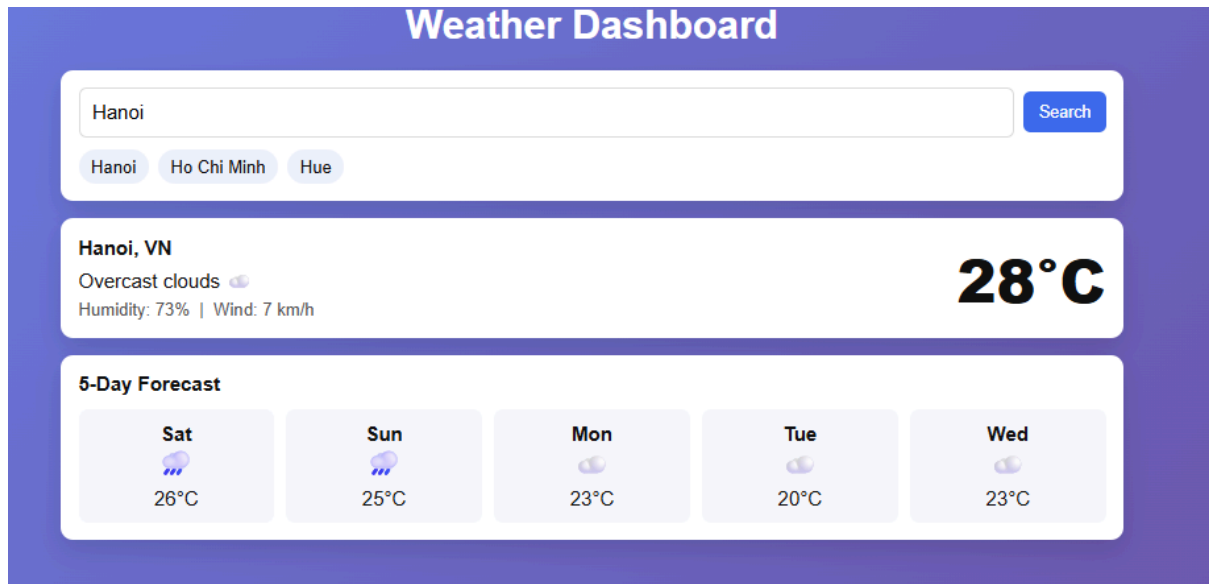 Weather Dashboard
Hanoi
Search
Hanoi Ho Chi Minh Hue
Hanoi, VN
Overcast clouds
Humidity: 73% | Wind: 7 km/h
28°C
5-Day Forecast
Sat Sun Mon Tue Wed
26°C 25°C 23°C 20°C 23°C